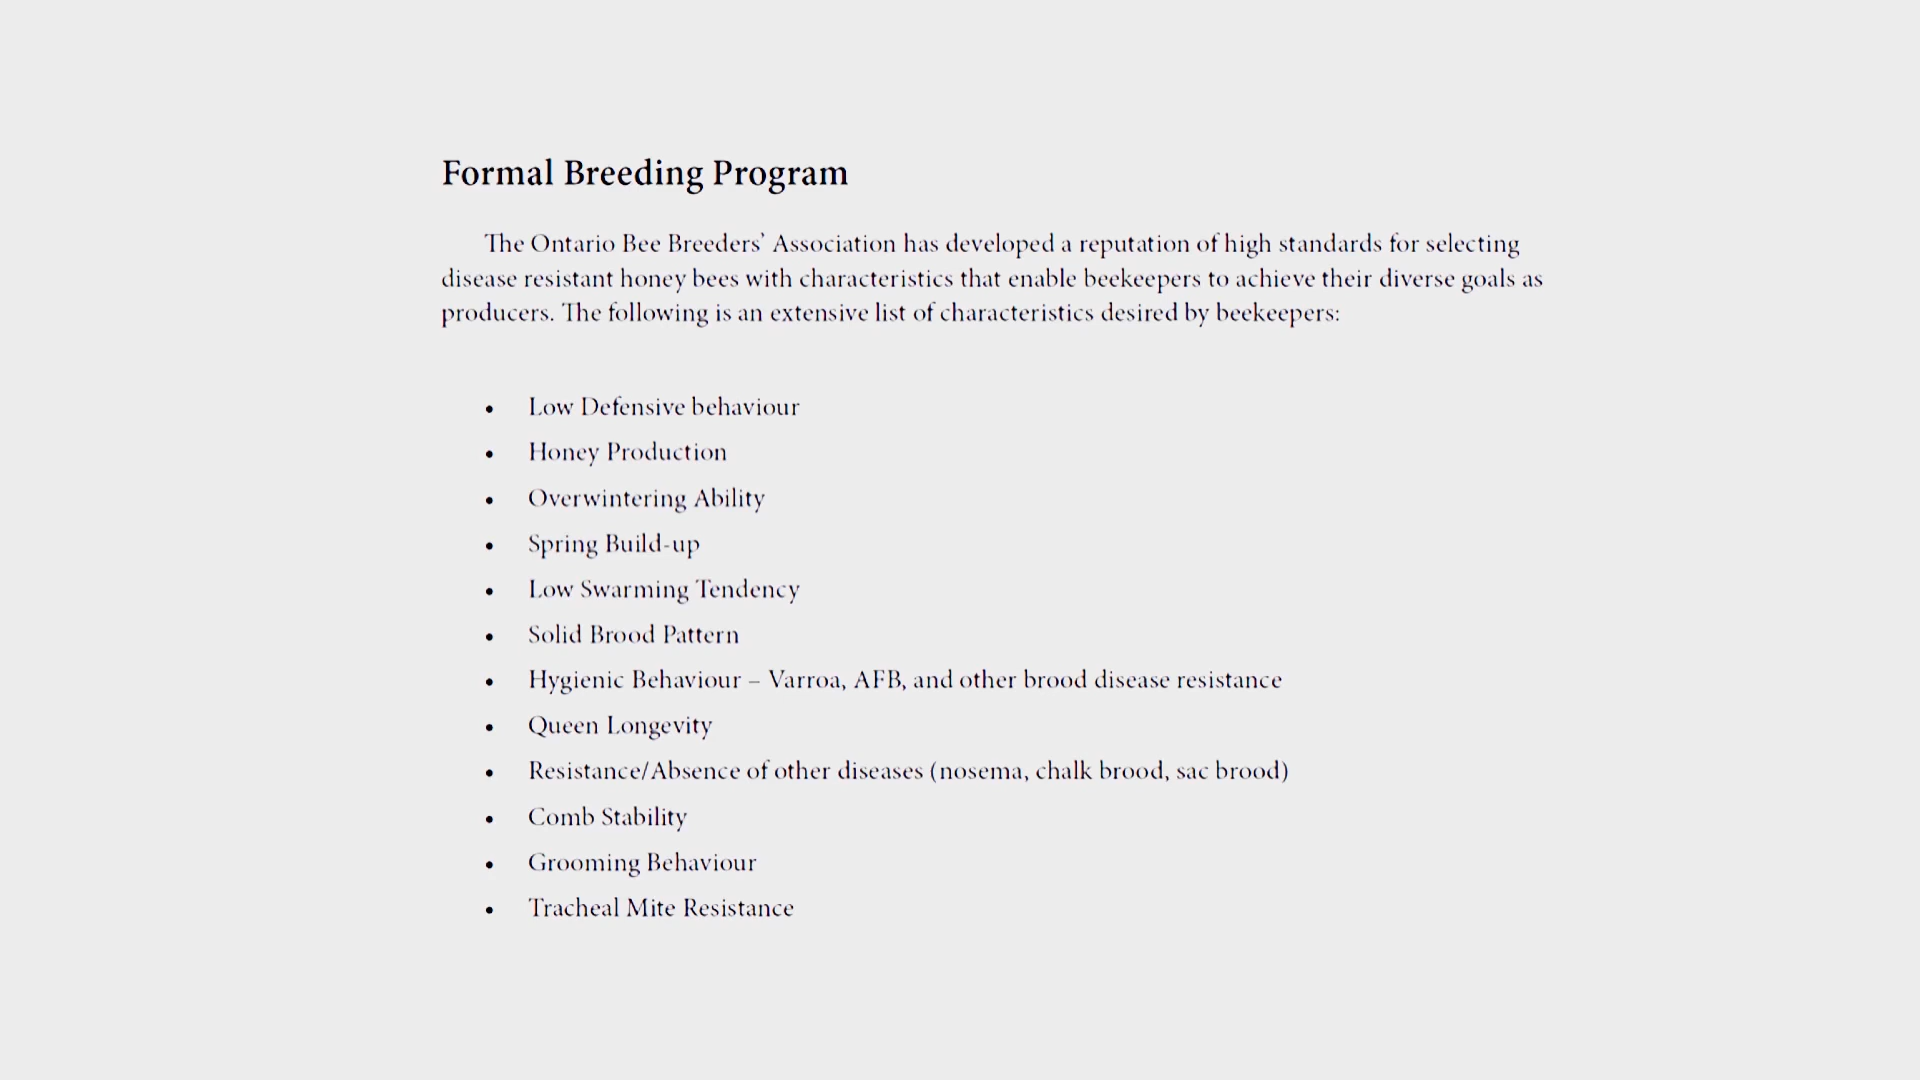 Formal Breeding Program
The Ontario Bee Breeders’ Association has developed a reputation of high standards for selecting
disease resistant honey bees with characteristics that enable beekeepers to achieve their diverse goals as
producers. The following is an extensive list of characteristics desired by beekeepers:
• Low Defensive behaviour
• Honey Production
• Overwintering Ability
• Spring Build-up
• Low Swarming Tendency
• Solid Brood Pattern
• Hygienic Behaviour – Varroa, AFB, and other brood disease resistance
• Queen Longevity
• Resistance/Absence of other diseases (nosema, chalk brood, sac brood)
• Comb Stability
• Grooming Behaviour
• Tracheal Mite Resistance